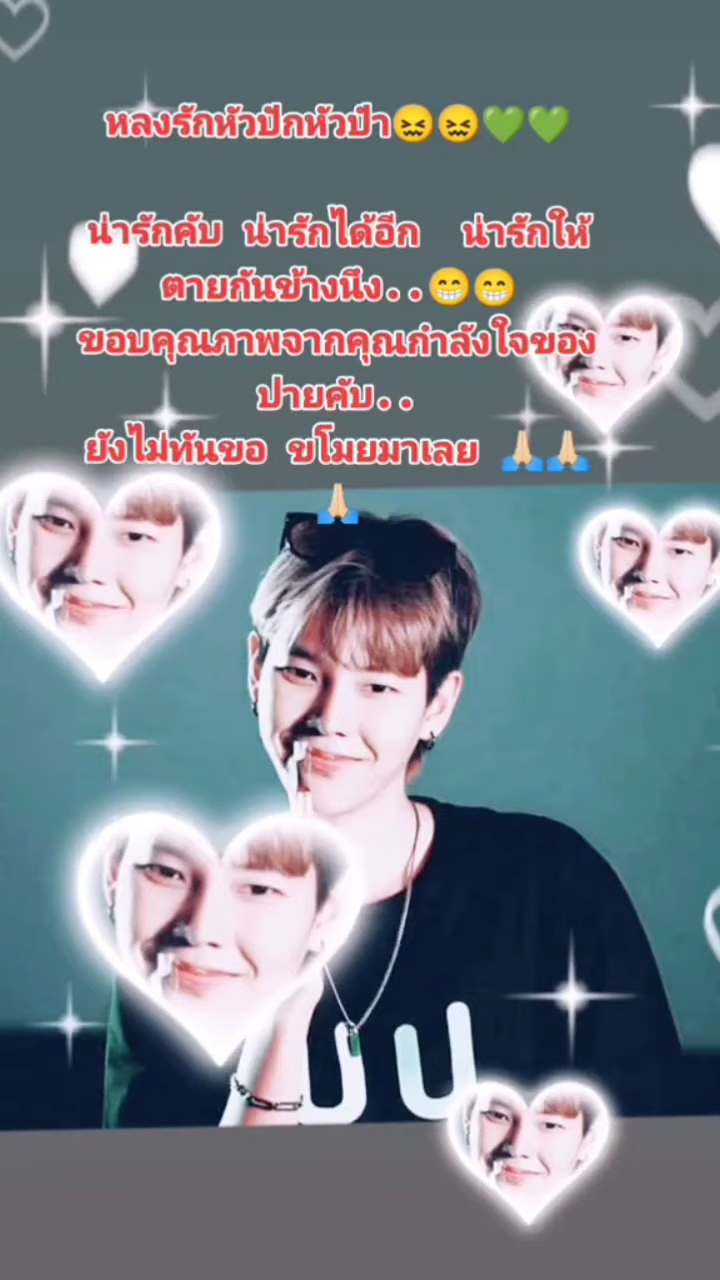 หลงรักหัวปักหัวปำ😖😖💚💚
น่ารักคับ น่ารักได้อีก น่ารักให้
ตายกันข้างนึง..😁😁
ขอบคุณภาพจากคุณกำลังใจของ
ปายคับ..
ยังไม่ทันขอ ขโมยมาเลย 🙏🏼🙏🏼
🙏🏼